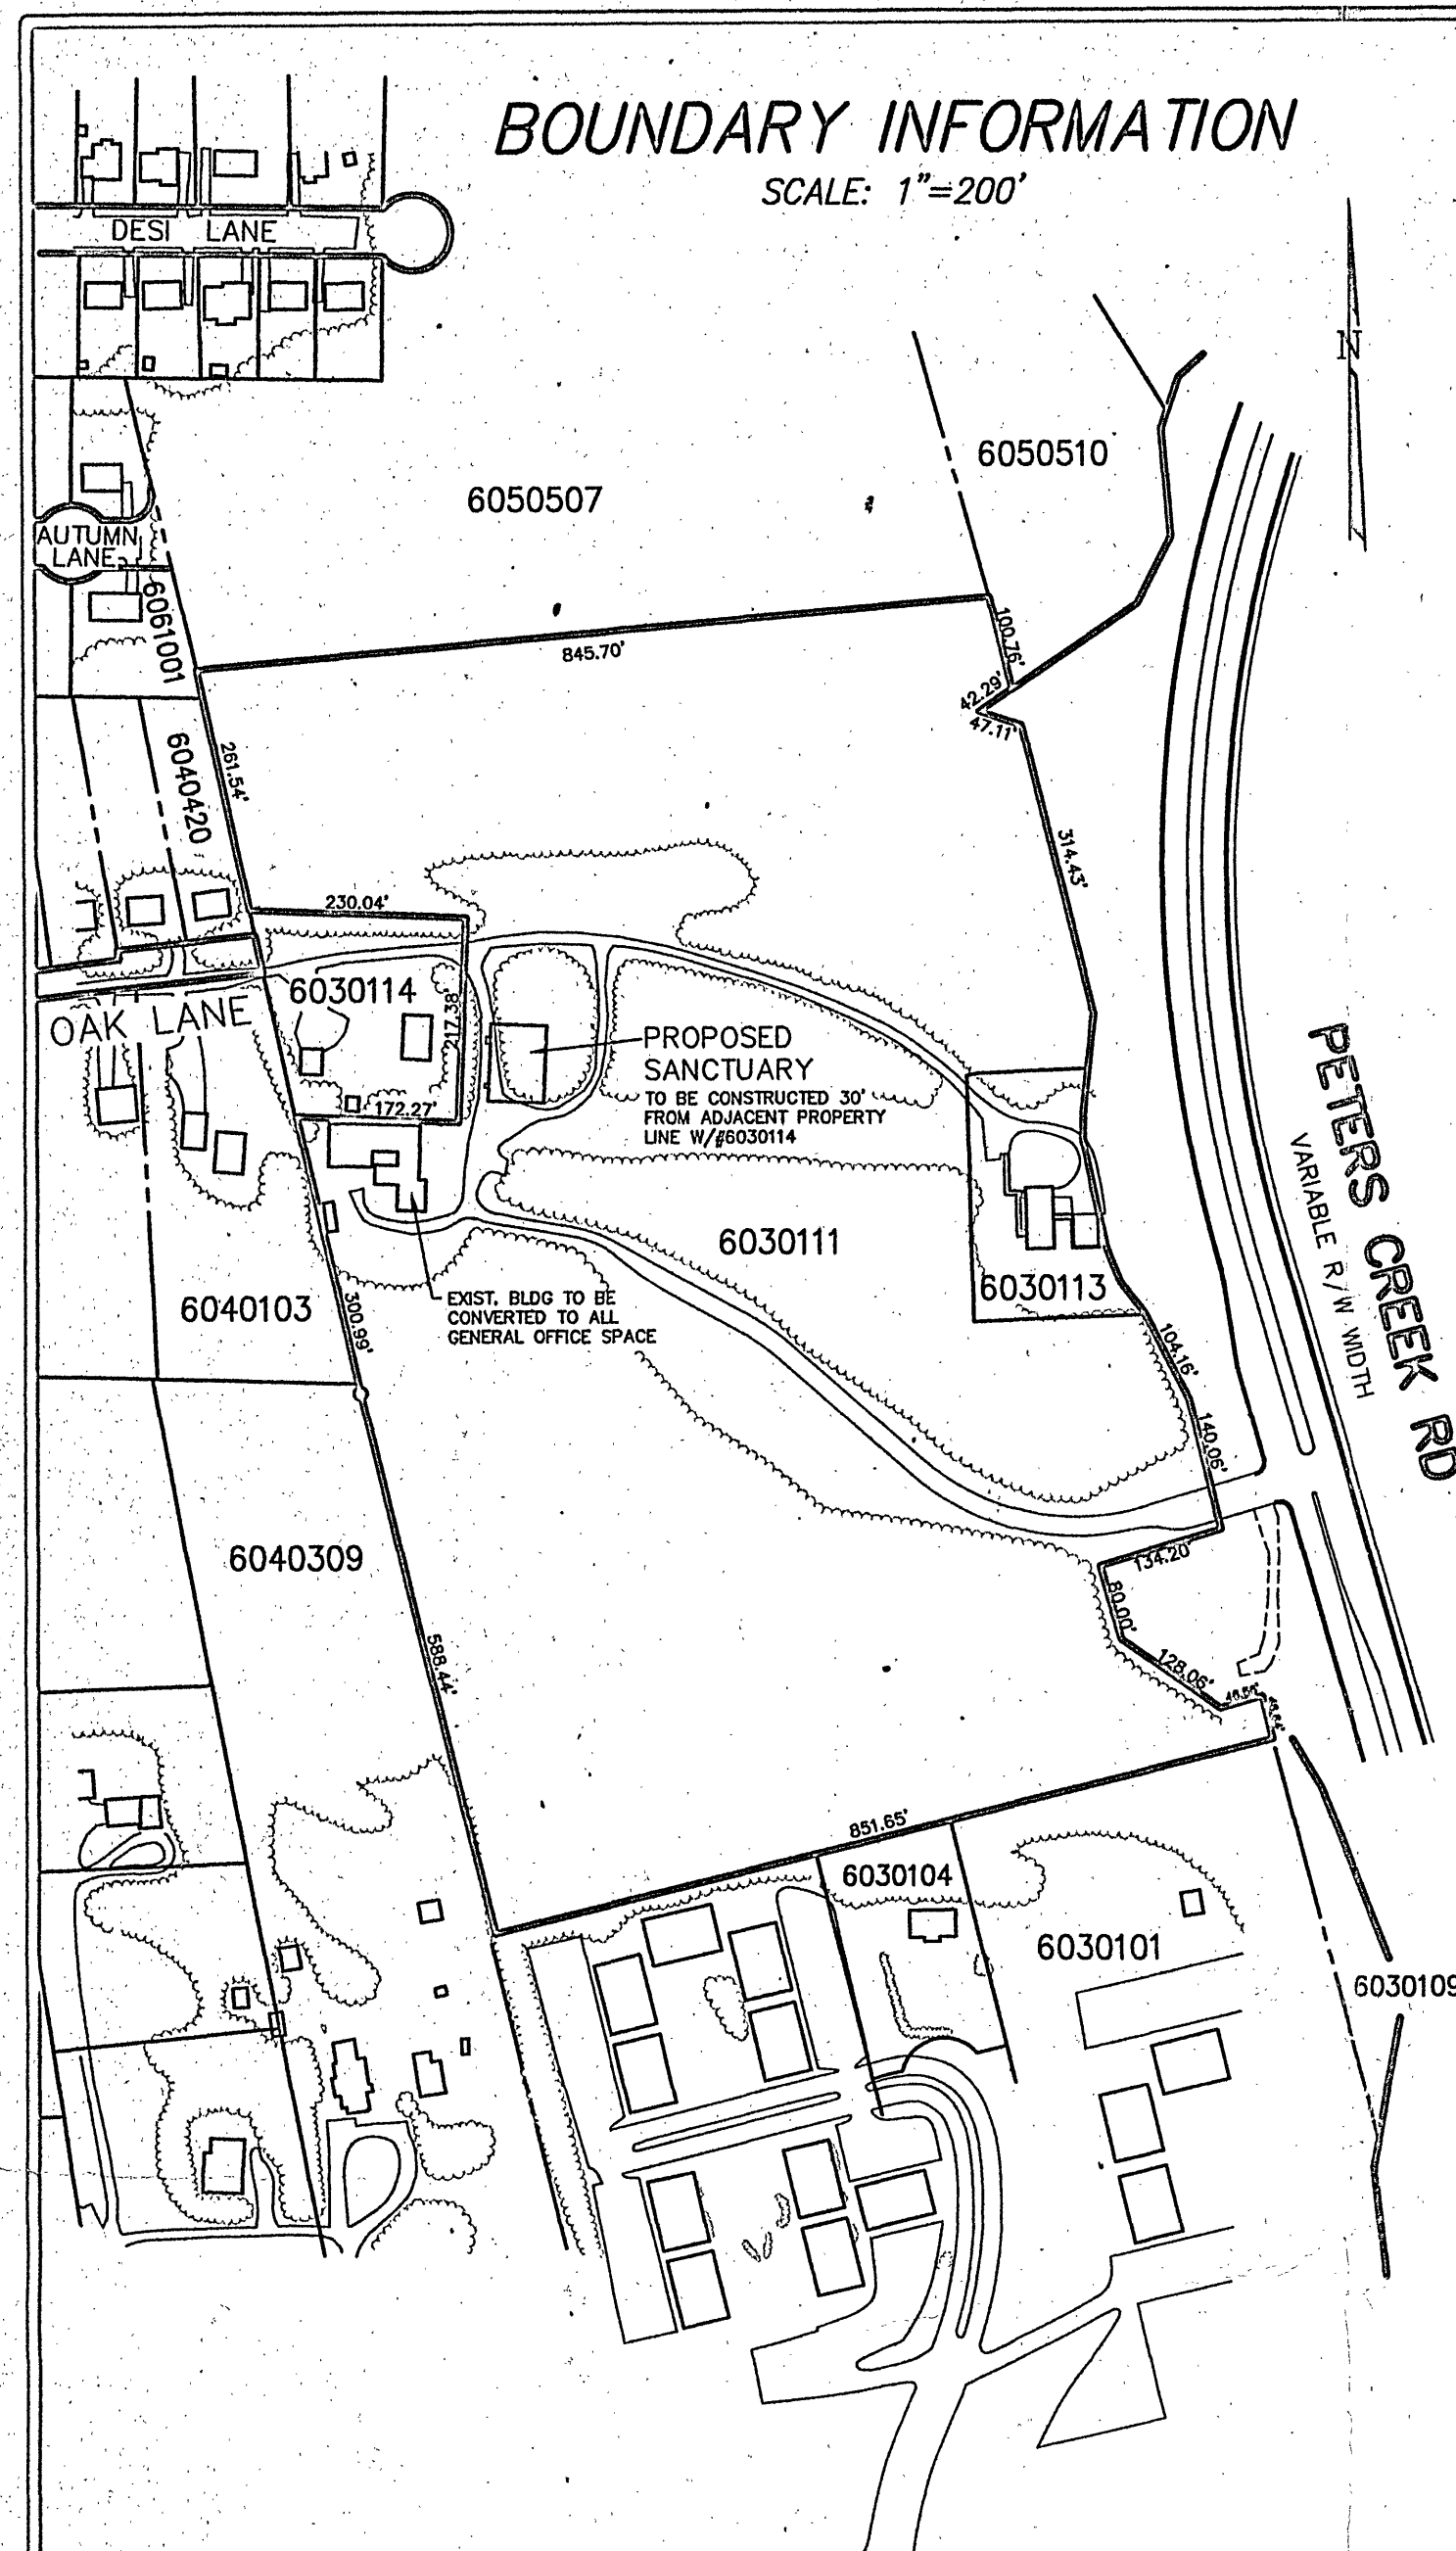 BOUNDARY INFORMATION
SCALE: 1"=200'
DESI LANE
N
6050510
6050507
AUTUMN
LANE
6061001
100.76'
845.70'
42.29'
47.11'
6040420
261.54'
314.43'
230.04'
6030114
OAK LANE
217.38
PROPOSED
SANCTUARY
TO BE CONSTRUCTED 30'
FROM ADJACENT PROPERTY
LINE W/#6030114
172.27'
PETERS CREEK RD
VARIABLE R/W WIDTH
6030111
6030113
6040103
300.99'
EXIST. BLDG TO BE
CONVERTED TO ALL
GENERAL OFFICE SPACE
104.16'
140.06'
6040309
134.20'
80.00'
588.44'
128.06'
851.65'
6030104
6030101
6030109